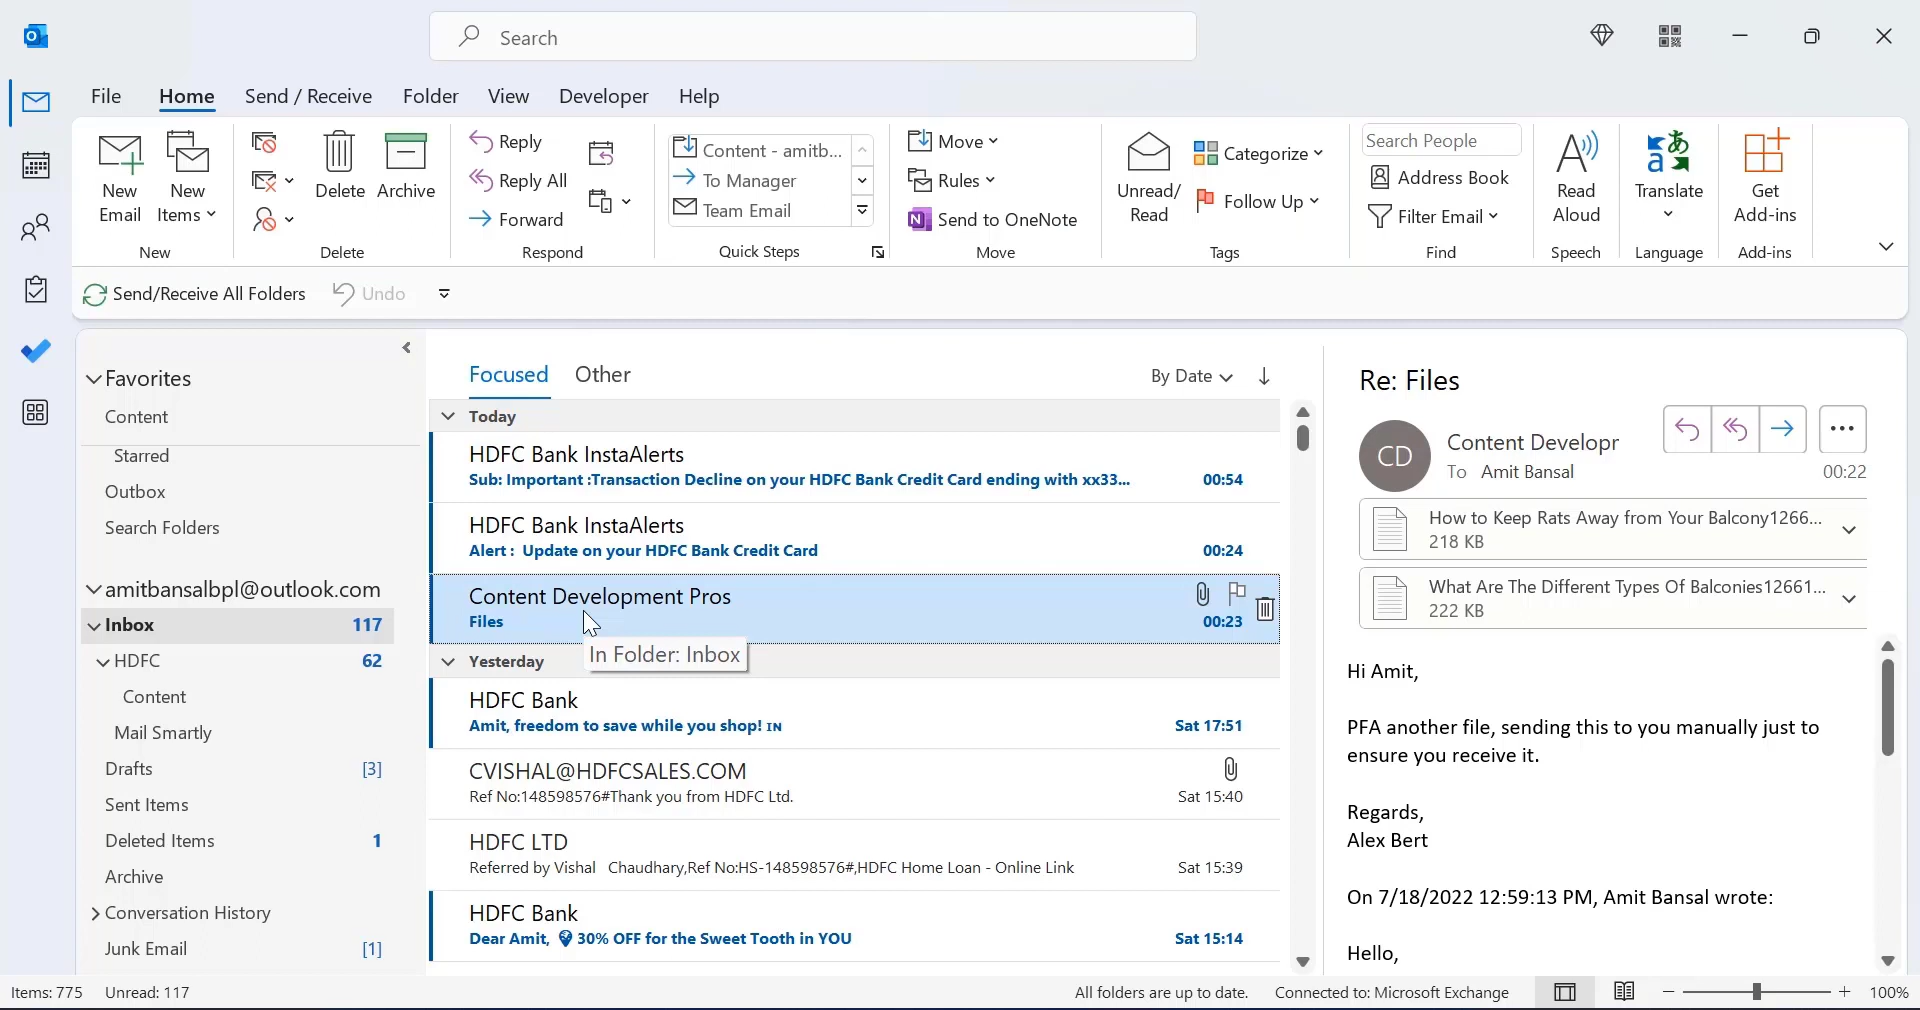 Search
File Home Send / Receive Folder View Developer Help
New Email
New Items
Delete
Archive
Reply
Reply All
Forward
Content - amitb...
To Manager
Team Email
Move
Rules
Send to OneNote
Unread/ Read
Categorize
Follow Up
Search People
Address Book
Filter Email
Read Aloud
Translate
Get Add-ins
New Delete Respond Quick Steps Move Tags Find Speech Language Add-ins
Send/Receive All Folders Undo
Favorites
Content
Starred
Outbox
Search Folders
amitbansalbpl@outlook.com
Inbox 117
HDFC 62
Content
Mail Smartly
Drafts [3]
Sent Items
Deleted Items 1
Archive
Conversation History
Junk Email [1]
Focused Other By Date
Today
HDFC Bank InstaAlerts
Sub: Important :Transaction Decline on your HDFC Bank Credit Card ending with xx33... 00:54
HDFC Bank InstaAlerts
Alert : Update on your HDFC Bank Credit Card 00:24
Content Development Pros
Files 00:23
In Folder: Inbox
Yesterday
HDFC Bank
Amit, freedom to save while you shop! IN Sat 17:51
CVISHAL@HDFCSALES.COM
Ref No:148598576#Thank you from HDFC Ltd. Sat 15:40
HDFC LTD
Referred by Vishal Chaudhary,Ref No:HS-148598576#,HDFC Home Loan - Online Link Sat 15:39
HDFC Bank
Dear Amit, 30% OFF for the Sweet Tooth in YOU Sat 15:14
Re: Files
CD
Content Developr
To Amit Bansal 00:22
How to Keep Rats Away from Your Balcony1266...
218 KB
What Are The Different Types Of Balconies12661...
222 KB
Hi Amit,
PFA another file, sending this to you manually just to
ensure you receive it.
Regards,
Alex Bert
On 7/18/2022 12:59:13 PM, Amit Bansal wrote:
Hello,
Items: 775 Unread: 117 All folders are up to date. Connected to: Microsoft Exchange 100%